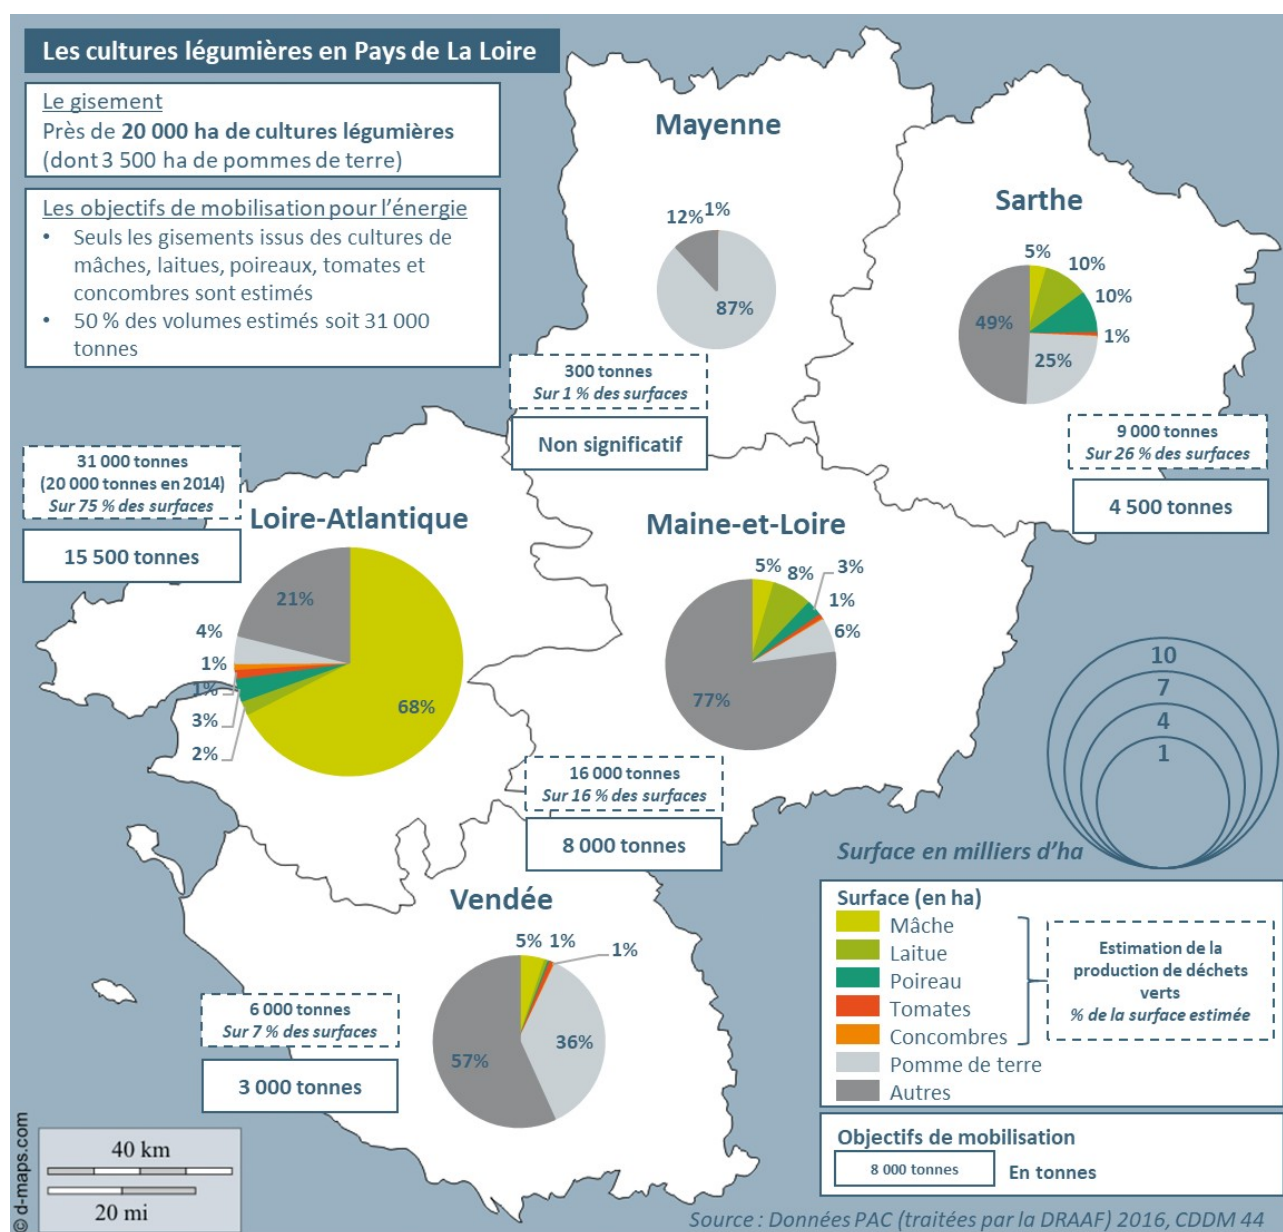 Les cultures légumières en Pays de La Loire
Le gisement
Près de 20 000 ha de cultures légumières
(dont 3 500 ha de pommes de terre)
Les objectifs de mobilisation pour l'énergie
• Seuls les gisements issus des cultures de
mâches, laitues, poireaux, tomates et
concombres sont estimés
• 50 % des volumes estimés soit 31 000
tonnes
Mayenne
12%
1%
87%
300 tonnes
Sur 1 % des surfaces
Non significatif
Sarthe
5%
10%
10%
1%
25%
49%
9 000 tonnes
Sur 26 % des surfaces
4 500 tonnes
31 000 tonnes
(20 000 tonnes en 2014)
Sur 75 % des surfaces
15 500 tonnes
Loire-Atlantique
21%
4%
1%
1%
3%
2%
68%
Maine-et-Loire
5%
8%
3%
1%
6%
77%
16 000 tonnes
Sur 16 % des surfaces
8 000 tonnes
Vendée
5%
1%
1%
36%
57%
6 000 tonnes
Sur 7 % des surfaces
3 000 tonnes
10
7
4
1
Surface en milliers d'ha
Surface (en ha)
Mâche
Laitue
Poireau
Tomates
Concombres
Pomme de terre
Autres
Estimation de la
production de déchets
verts
% de la surface estimée
Objectifs de mobilisation
8 000 tonnes
En tonnes
40 km
20 mi
© d-maps.com
Source : Données PAC (traitées par la DRAAF) 2016, CDDM 44